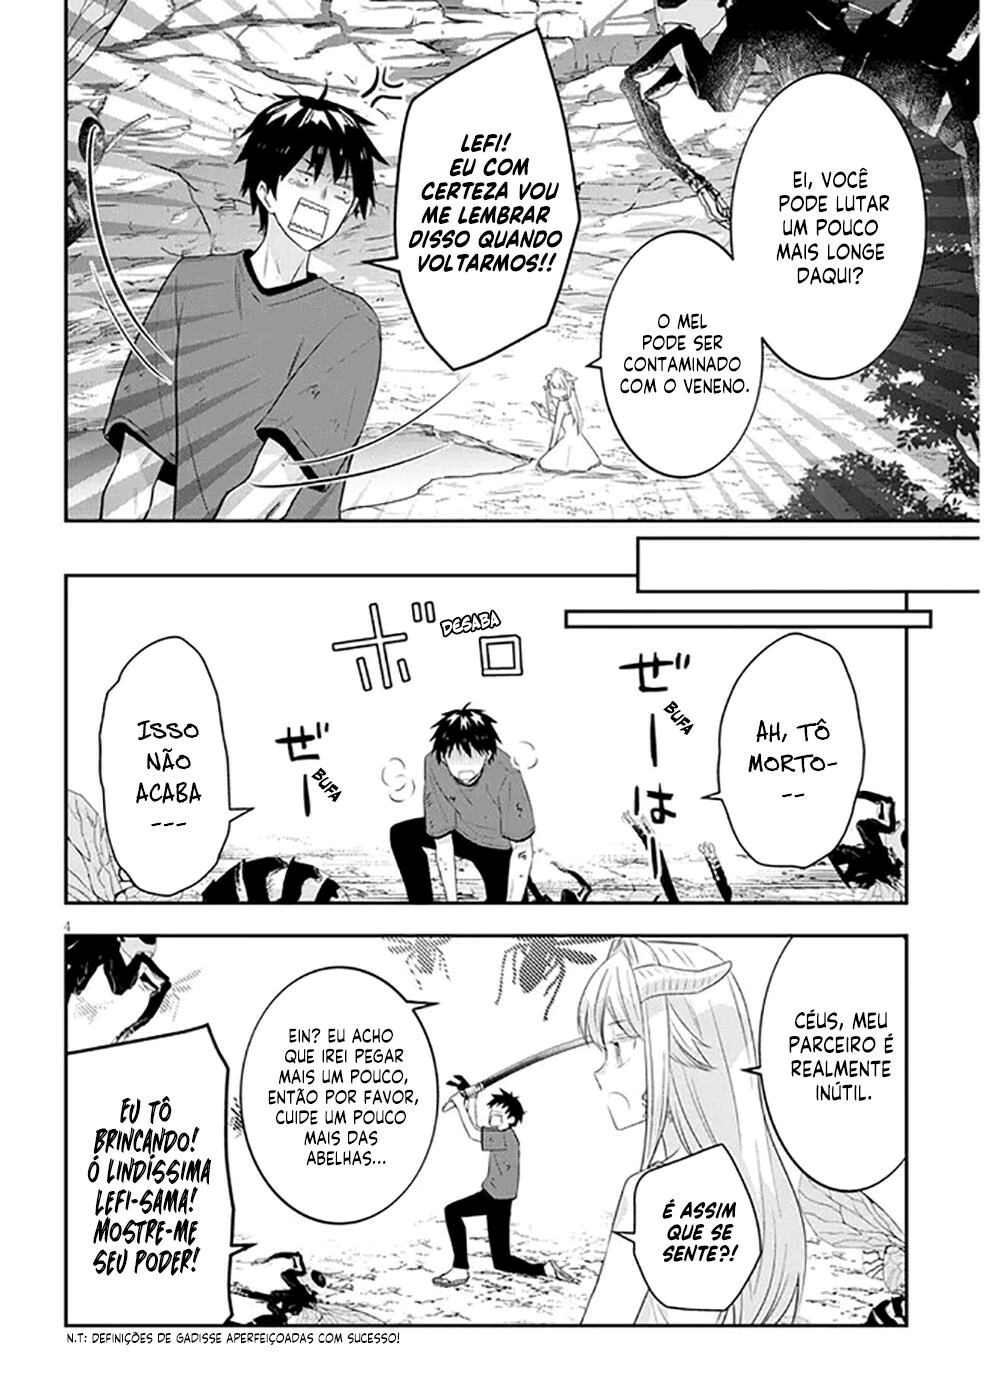 EI, VOCÊ
PODE LUTAR
UM POUCO
MAIS LONGE
DAQUI?
O MEL
PODE SER
CONTAMINADO
COM O VENENO.
LEFI!
EU COM
CERTEZA VOU
ME LEMBRAR
DISSO QUANDO
VOLTARMOS!!
AH, TÔ
MORTO-
--
ぜーは
BUFA
ボロ
DESABA
ぜー
BUFA
ISSO
NÃO
ACABA
---
4
CÉUS, MEU
PARCEIRO É
REALMENTE
INÚTIL.
É ASSIM
QUE SE
SENTE?!
EIN? EU ACHO
QUE IREI PEGAR
MAIS UM POUCO,
ENTÃO POR FAVOR,
CUIDE UM POUCO
MAIS DAS
ABELHAS...
EU TÔ
BRINCANDO!
Ó LINDÍSSIMA
LEFI-SAMA!
MOSTRE-ME
SEU PODER!
N.T: DEFINIÇÕES DE GADISSE APERFEIÇOADAS COM SUCESSO!